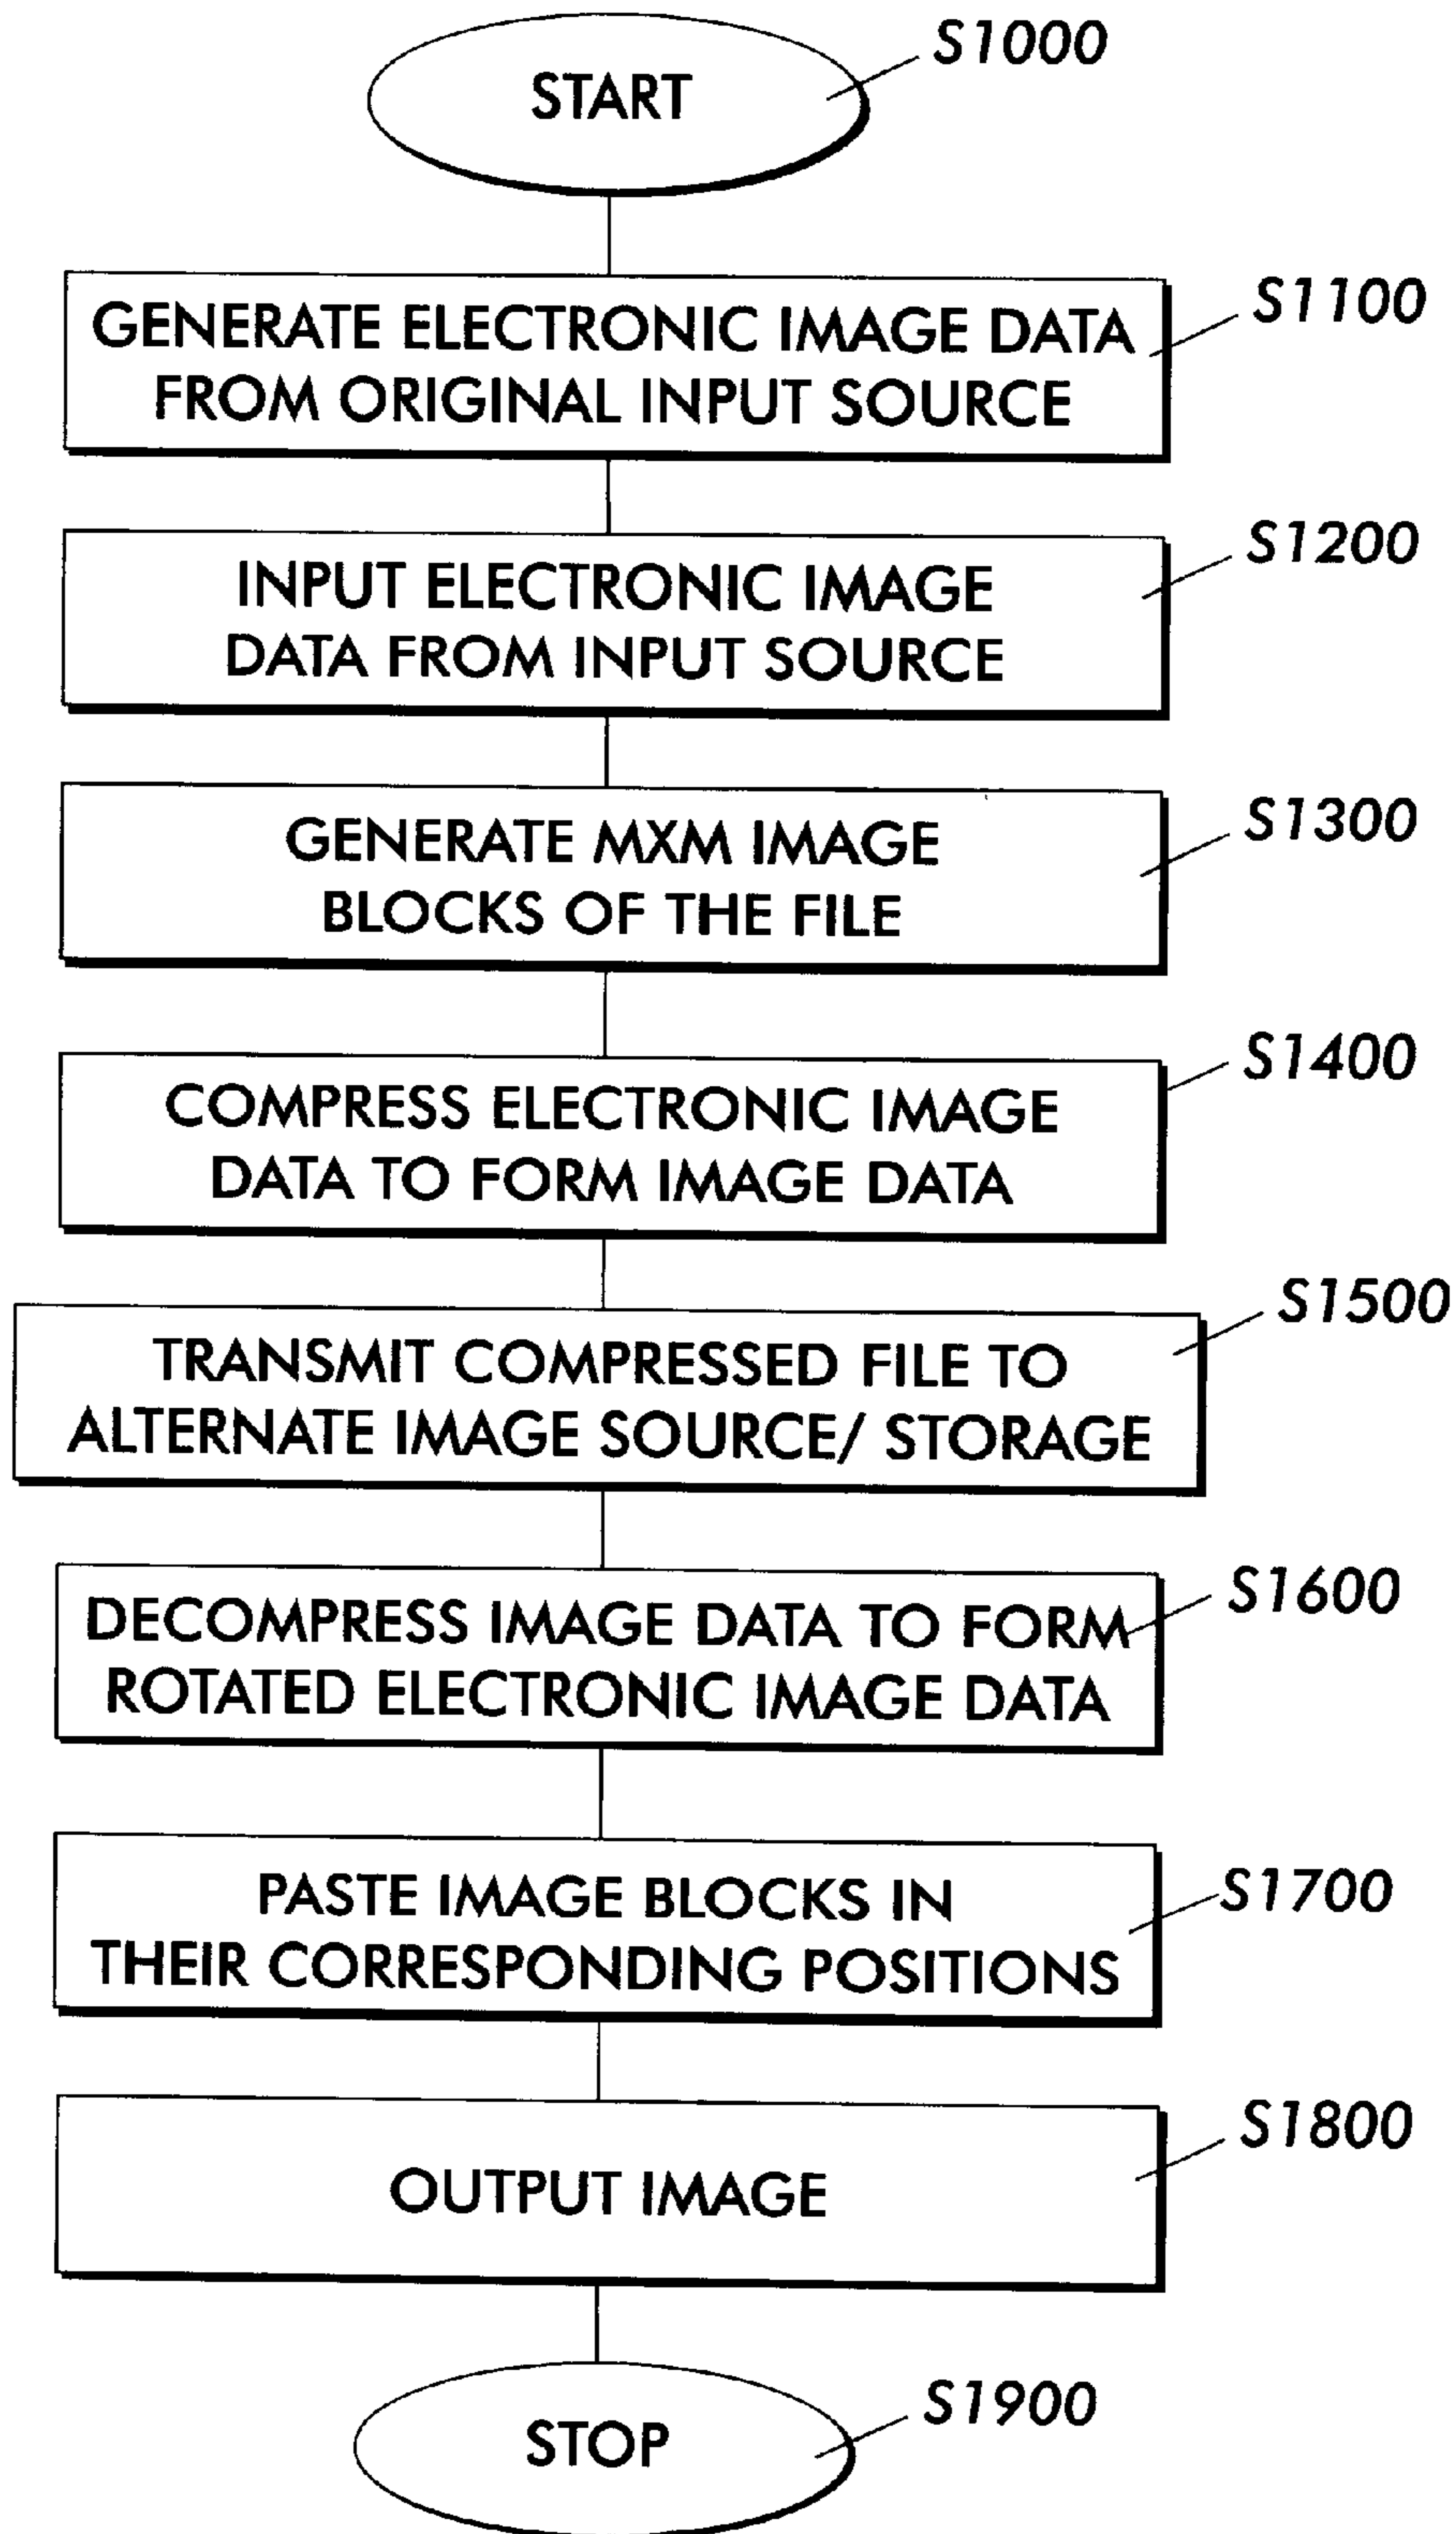 START
S1000
GENERATE ELECTRONIC IMAGE DATA
FROM ORIGINAL INPUT SOURCE
S1100
INPUT ELECTRONIC IMAGE
DATA FROM INPUT SOURCE
S1200
GENERATE MXM IMAGE
BLOCKS OF THE FILE
S1300
COMPRESS ELECTRONIC IMAGE
DATA TO FORM IMAGE DATA
S1400
TRANSMIT COMPRESSED FILE TO
ALTERNATE IMAGE SOURCE/ STORAGE
S1500
DECOMPRESS IMAGE DATA TO FORM
ROTATED ELECTRONIC IMAGE DATA
S1600
PASTE IMAGE BLOCKS IN
THEIR CORRESPONDING POSITIONS
S1700
OUTPUT IMAGE
S1800
STOP
S1900